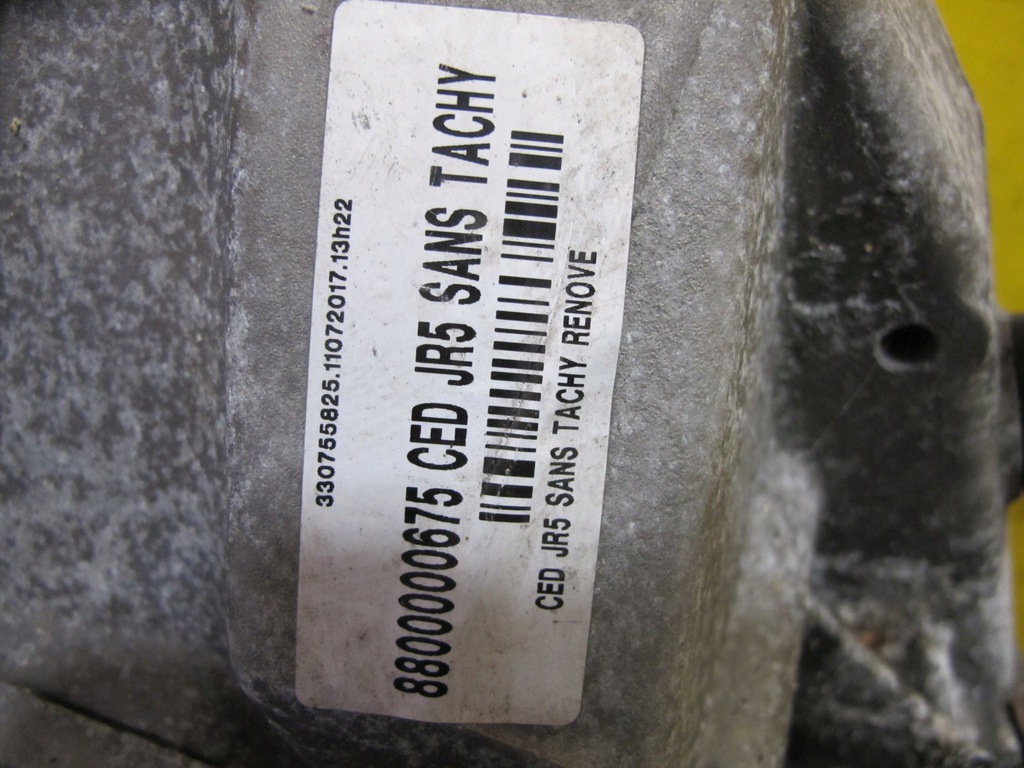 330755825.11072017.13h22
8800000675 CED JR5 SANS TACHY
CED JR5 SANS TACHY RENOVE